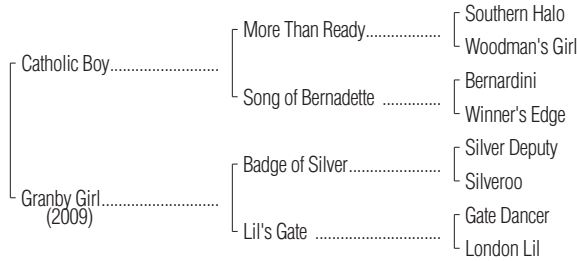 Southern Halo
More Than Ready
Woodman's Girl
Catholic Boy
Bernardini
Song of Bernadette
Winner's Edge
Silver Deputy
Badge of Silver
Silveroo
Granby Girl
(2009)
Gate Dancer
Lil's Gate
London Lil